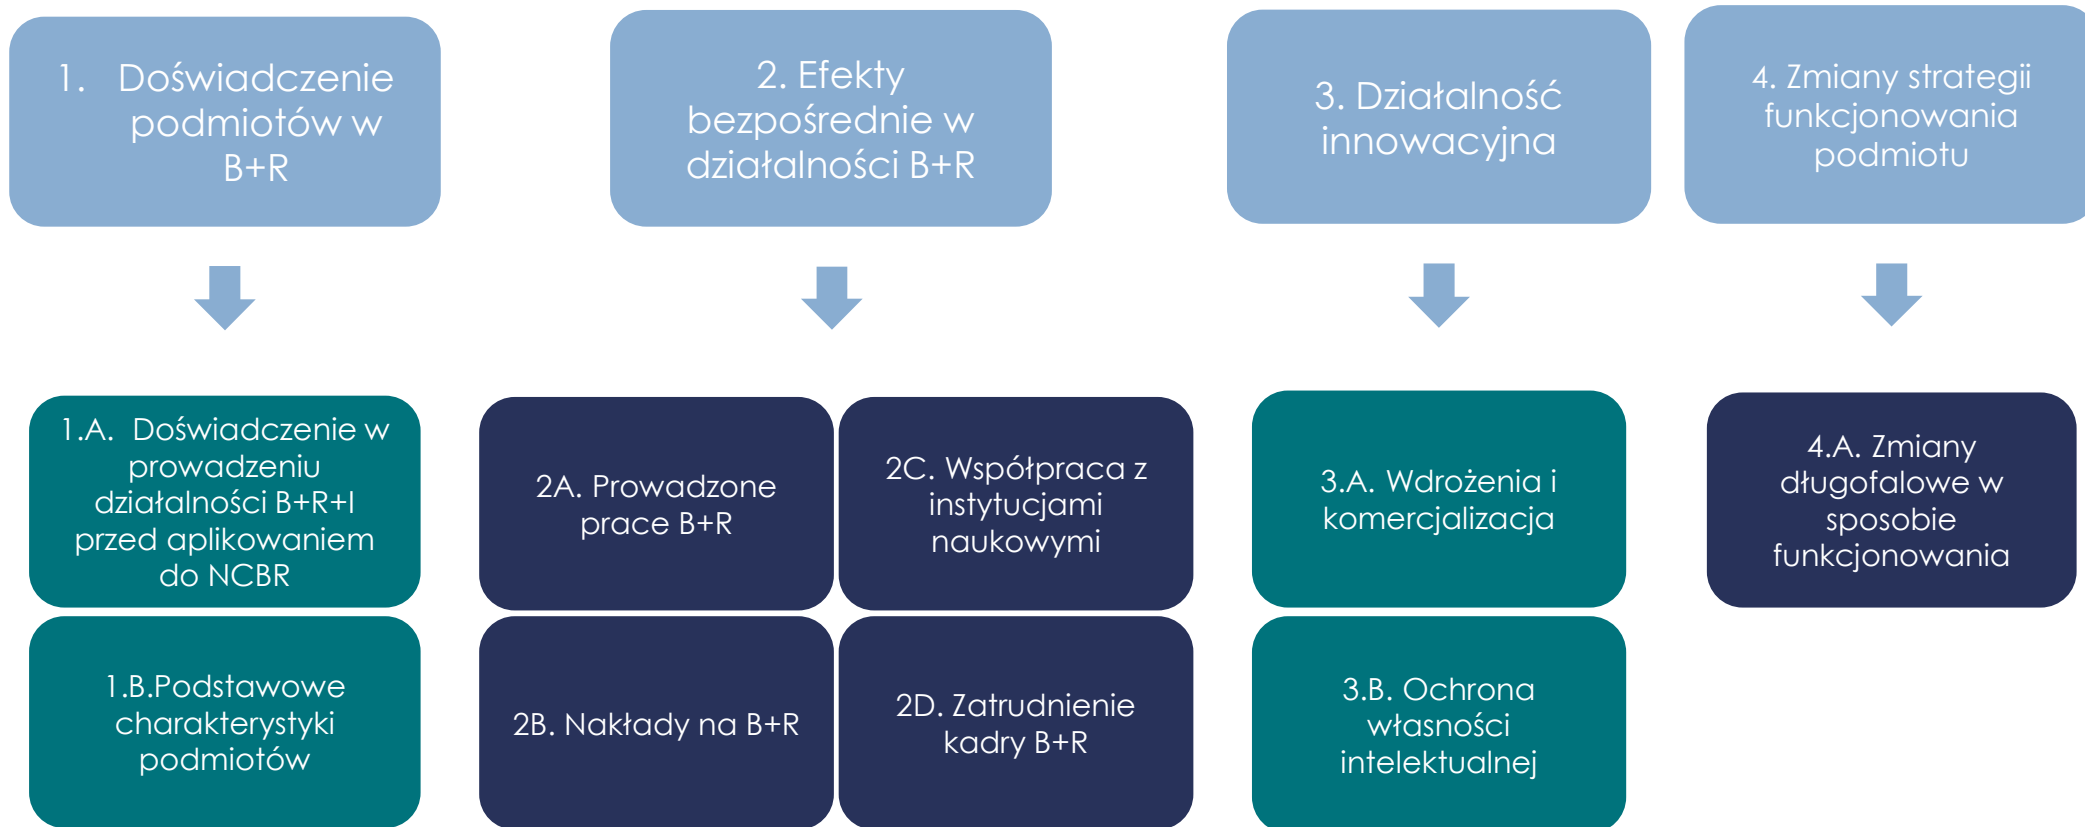 1. Doświadczenie
podmiotów w
B+R
2. Efekty
bezpośrednie w
działalności B+R
3. Działalność
innowacyjna
4. Zmiany strategii
funkcjonowania
podmiotu
1.A. Doświadczenie w
prowadzeniu
działalności B+R+I
przed aplikowaniem
do NCBR
1.B.Podstawowe
charakterystyki
podmiotów
2A. Prowadzone
prace B+R
2C. Współpraca z
instytucjami
naukowymi
2B. Nakłady na B+R
2D. Zatrudnienie
kadry B+R
3.A. Wdrożenia i
komercjalizacja
3.B. Ochrona
własności
intelektualnej
4.A. Zmiany
długofalowe w
sposobie
funkcjonowania